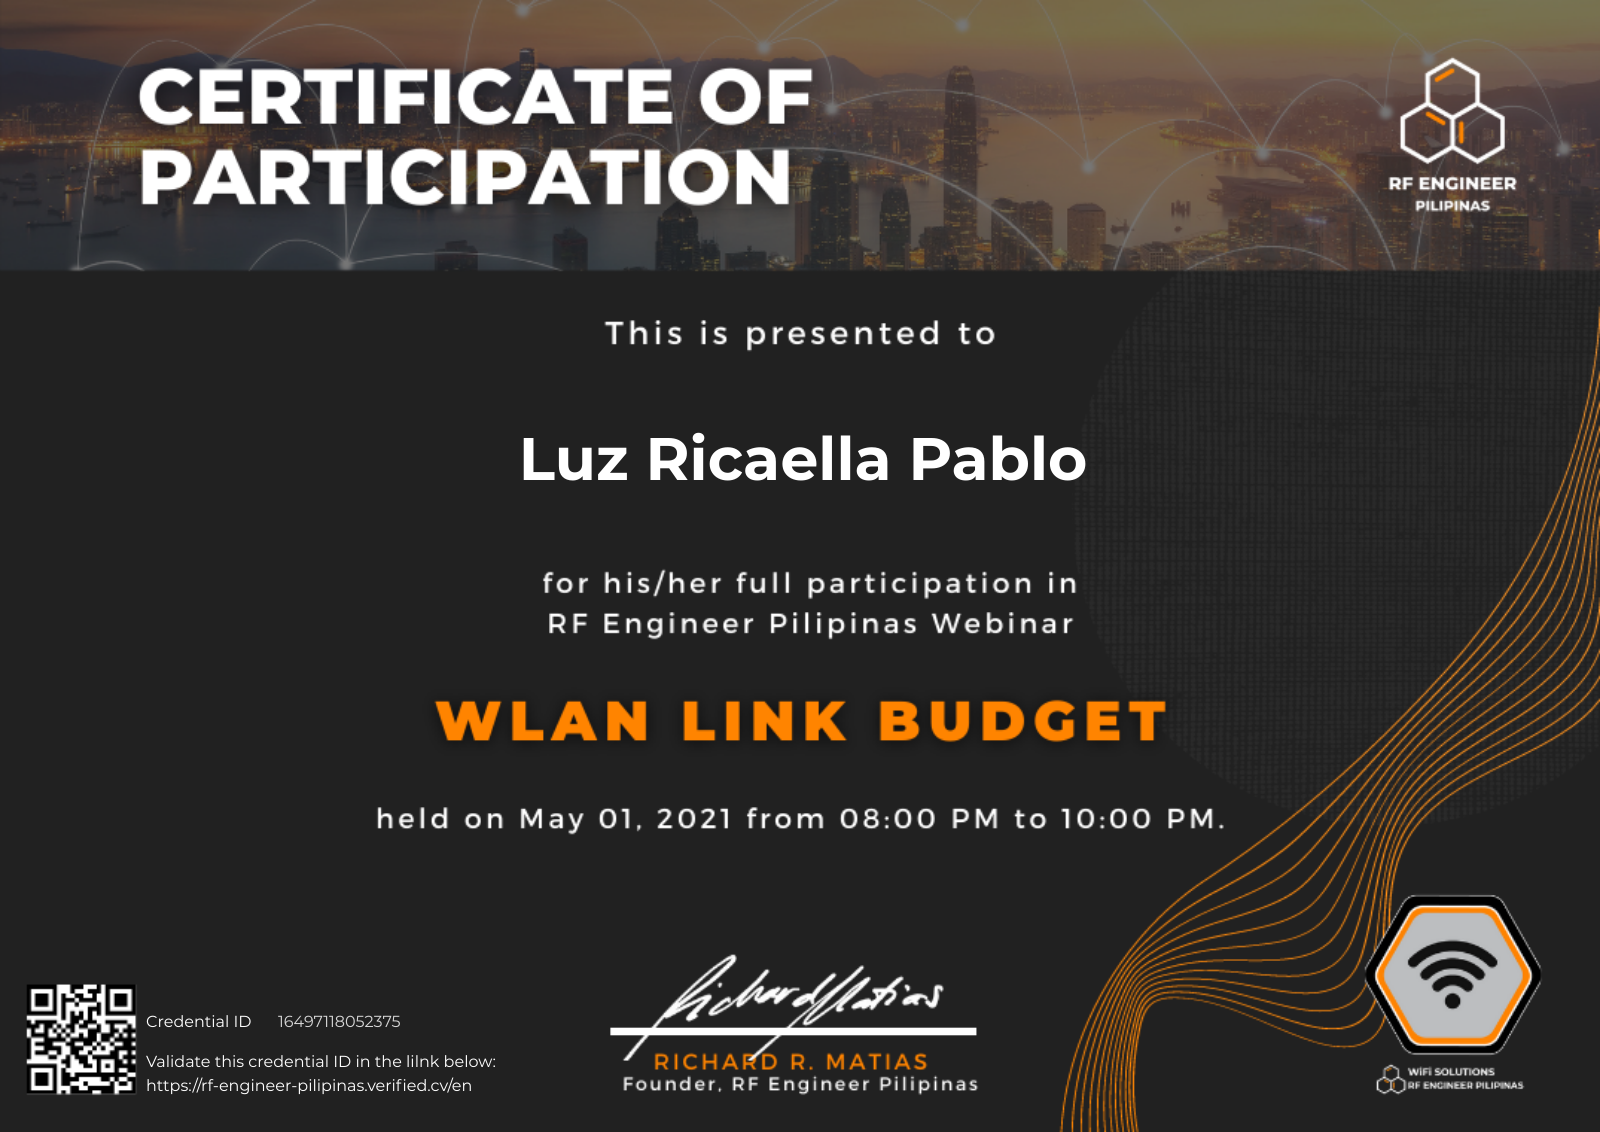 CERTIFICATE OF
PARTICIPATION
RF ENGINEER
PILIPINAS
This is presented to
Luz Ricaella Pablo
for his/her full participation in
RF Engineer Pilipinas Webinar
WLAN LINK BUDGET
held on May 01, 2021 from 08:00 PM to 10:00 PM.
Credential ID 16497118052375
Validate this credential ID in the lilnk below:
https://rf-engineer-pilipinas.verified.cv/en
Richard Matias
RICHARD R. MATIAS
Founder, RF Engineer Pilipinas
WiFi SOLUTIONS
RF ENGINEER PILIPINAS